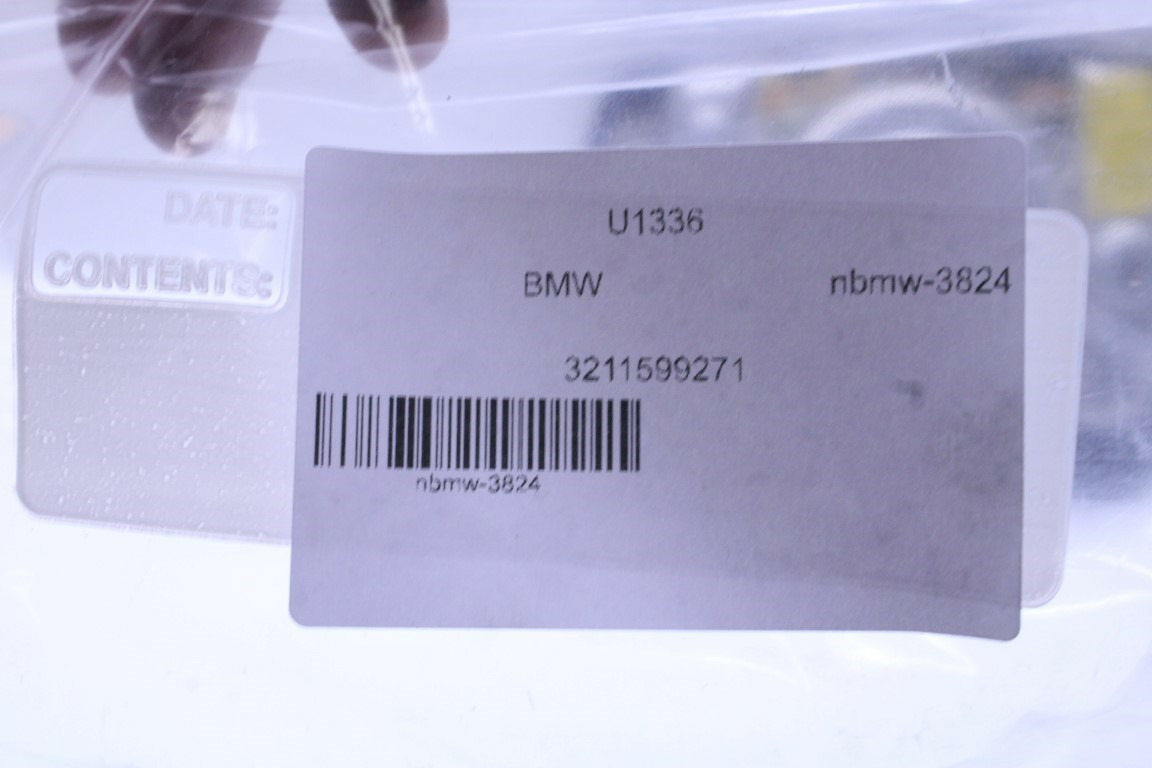 DATE:
CONTENTS:
U1336
BMW nbmw-3824
3211599271
nbmw-3824